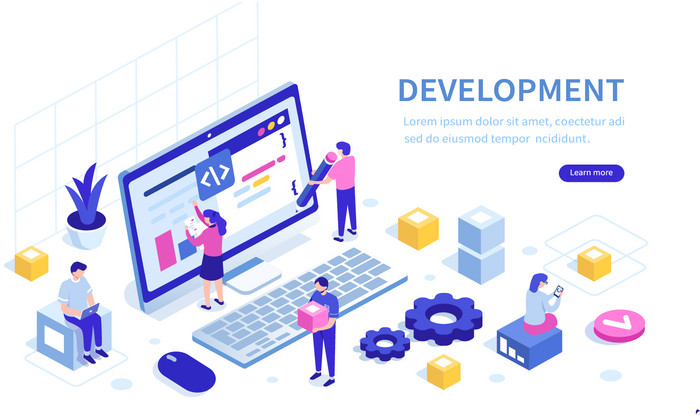 DEVELOPMENT
Lorem ipsum dolor sit amet, coectetur adi
sed do eiusmod tempor ncididunt.
Learn more
</>
}
{